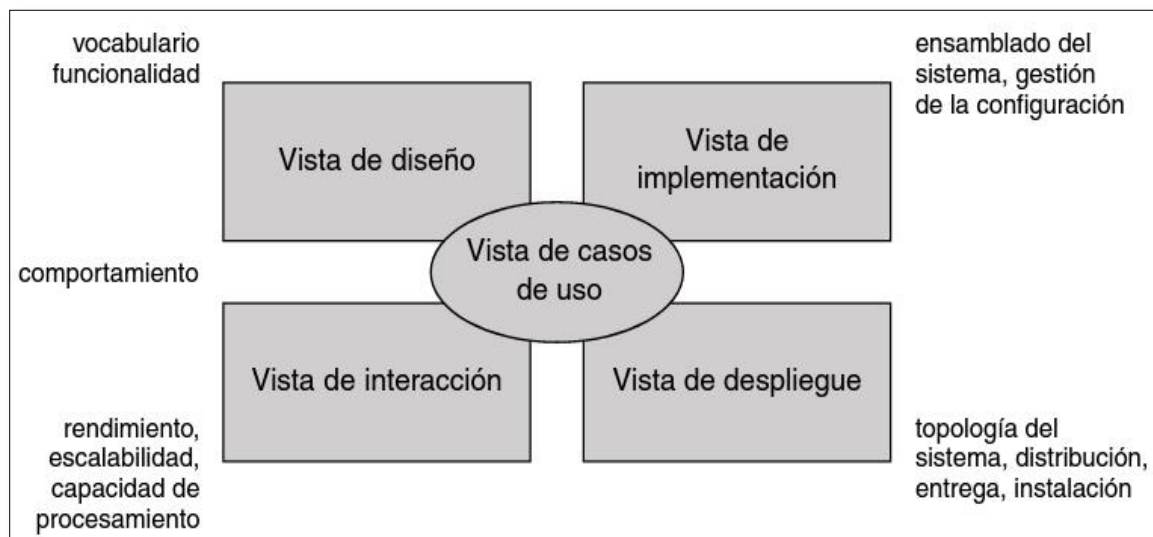 vocabulario
funcionalidad
ensamblado del
sistema, gestión
de la configuración
Vista de diseño
Vista de
implementación
Vista de casos
de uso
comportamiento
Vista de interacción
Vista de despliegue
rendimiento,
escalabilidad,
capacidad de
procesamiento
topología del
sistema, distribución,
entrega, instalación